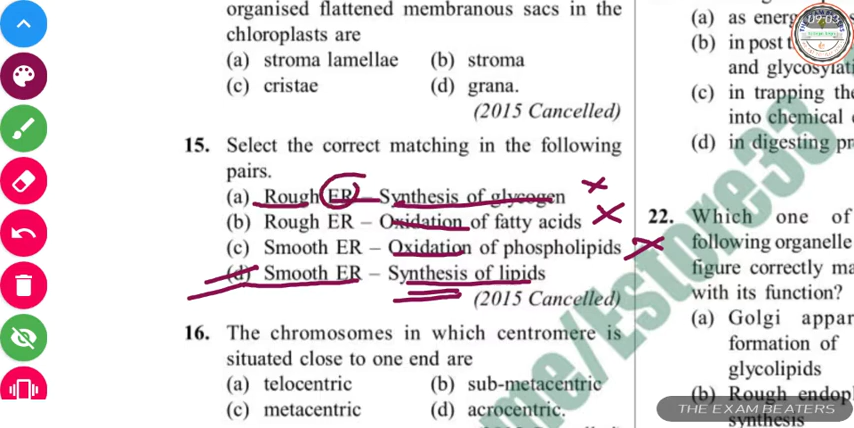 organised flattened membranous sacs in the
chloroplasts are
(a) stroma lamellae (b) stroma
(c) cristae (d) grana.
(2015 Cancelled)
15. Select the correct matching in the following
pairs.
(a) Rough ER – Synthesis of glycogen
(b) Rough ER – Oxidation of fatty acids
(c) Smooth ER – Oxidation of phospholipids
(d) Smooth ER – Synthesis of lipids
(2015 Cancelled)
16. The chromosomes in which centromere is
situated close to one end are
(a) telocentric (b) sub-metacentric
(c) metacentric (d) acrocentric.
(a) as energ
(b) in post t
and glycosylati
(c) in trapping the
into chemical
(d) in digesting pr
22. Which one of
following organelle
figure correctly ma
with its function?
(a) Golgi appar
formation of
glycolipids
(b) Rough endop
synthesis
09:03
THE EXAM BEATERS
me/Estore33